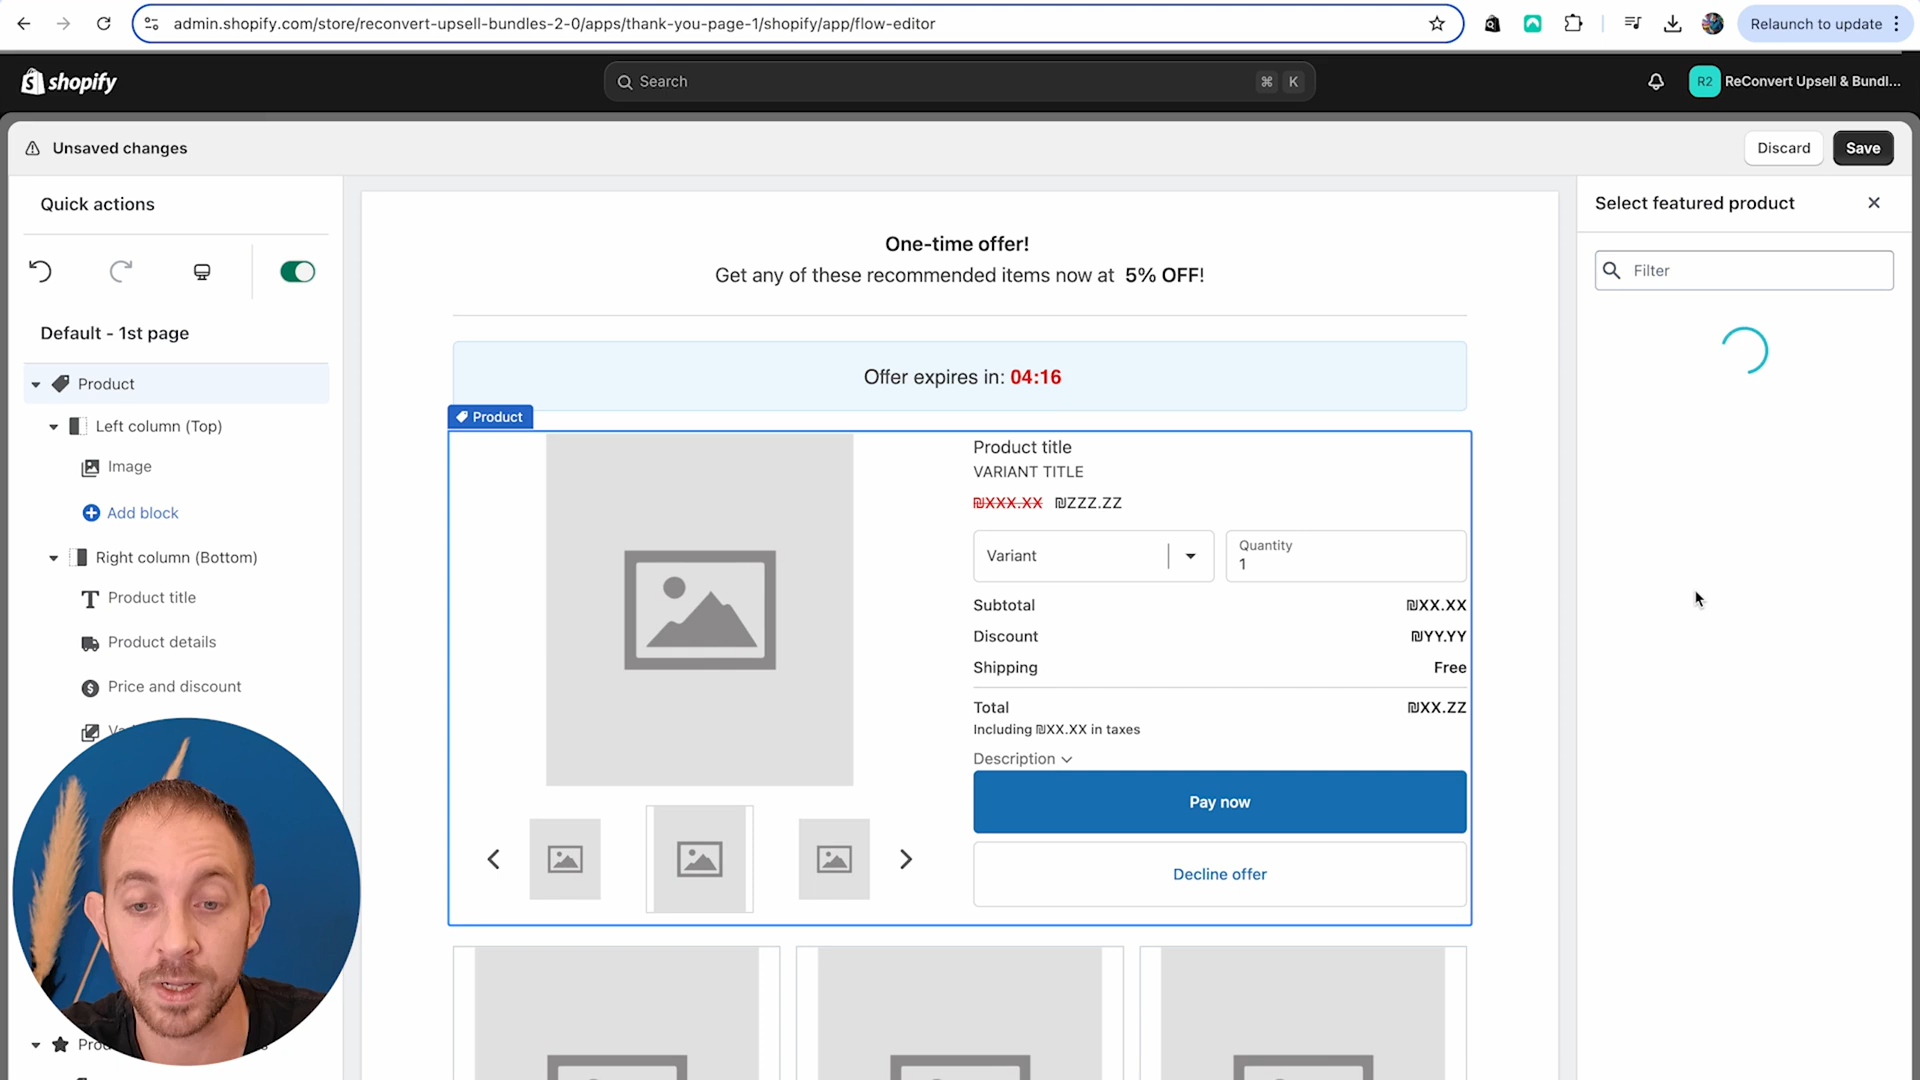 admin.shopify.com/store/reconvert-upsell-bundles-2-0/apps/thank-you-page-1/shopify/app/flow-editor
Relaunch to update
shopify
Search
⌘ K
R2 ReConvert Upsell & Bundl...
Unsaved changes
Discard
Save
Quick actions
Default - 1st page
Product
Left column (Top)
Image
Add block
Right column (Bottom)
Product title
Product details
Price and discount
One-time offer!
Get any of these recommended items now at 5% OFF!
Offer expires in: 04:16
Product
Product title
VARIANT TITLE
₪XXX.XX ₪ZZZ.ZZ
Variant
Quantity
1
Subtotal ₪XX.XX
Discount ₪YY.YY
Shipping Free
Total ₪XX.ZZ
Including ₪XX.XX in taxes
Description
Pay now
Decline offer
Select featured product
Filter